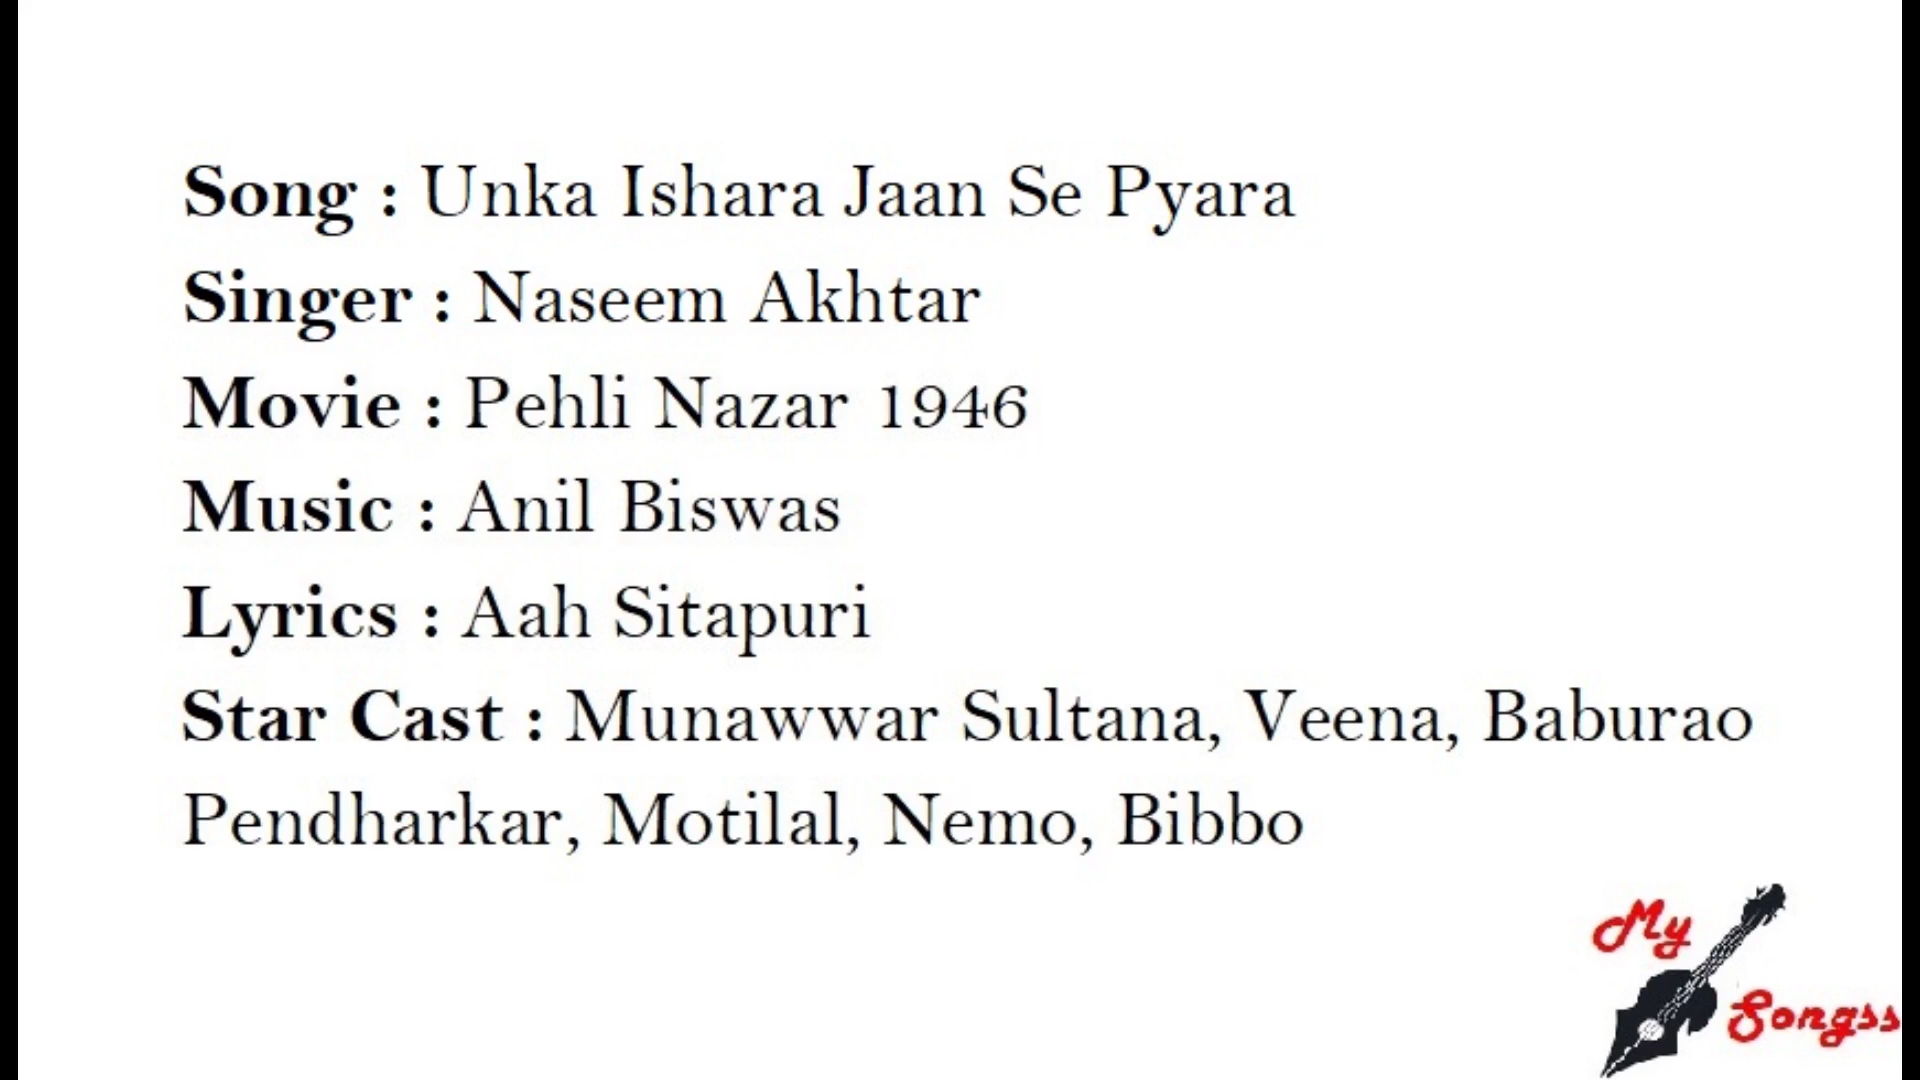 Song : Unka Ishara Jaan Se Pyara
Singer : Naseem Akhtar
Movie : Pehli Nazar 1946
Music : Anil Biswas
Lyrics : Aah Sitapuri
Star Cast : Munawwar Sultana, Veena, Baburao
Pendharkar, Motilal, Nemo, Bibbo
My
Songss